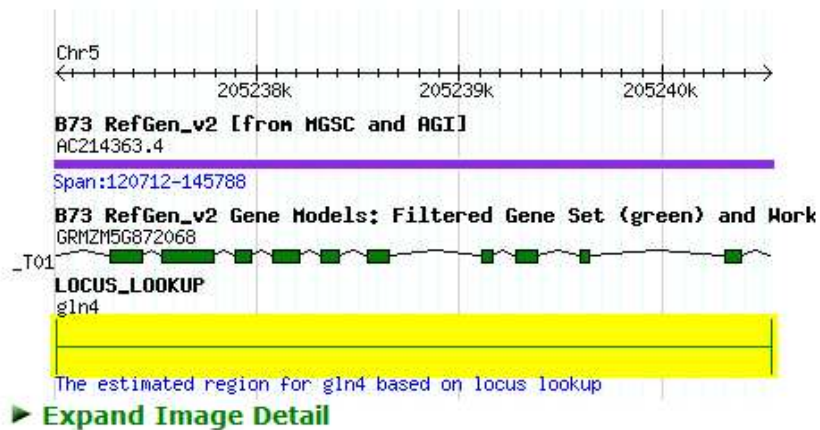 Chr5
205238k 205239k 205240k
B73 RefGen_v2 [from MGSC and AGI]
AC214363.4
Span:120712-145788
B73 RefGen_v2 Gene Models: Filtered Gene Set (green) and Work
GRMZM5G872068
_T01
LOCUS_LOOKUP
gln4
The estimated region for gln4 based on locus lookup
Expand Image Detail